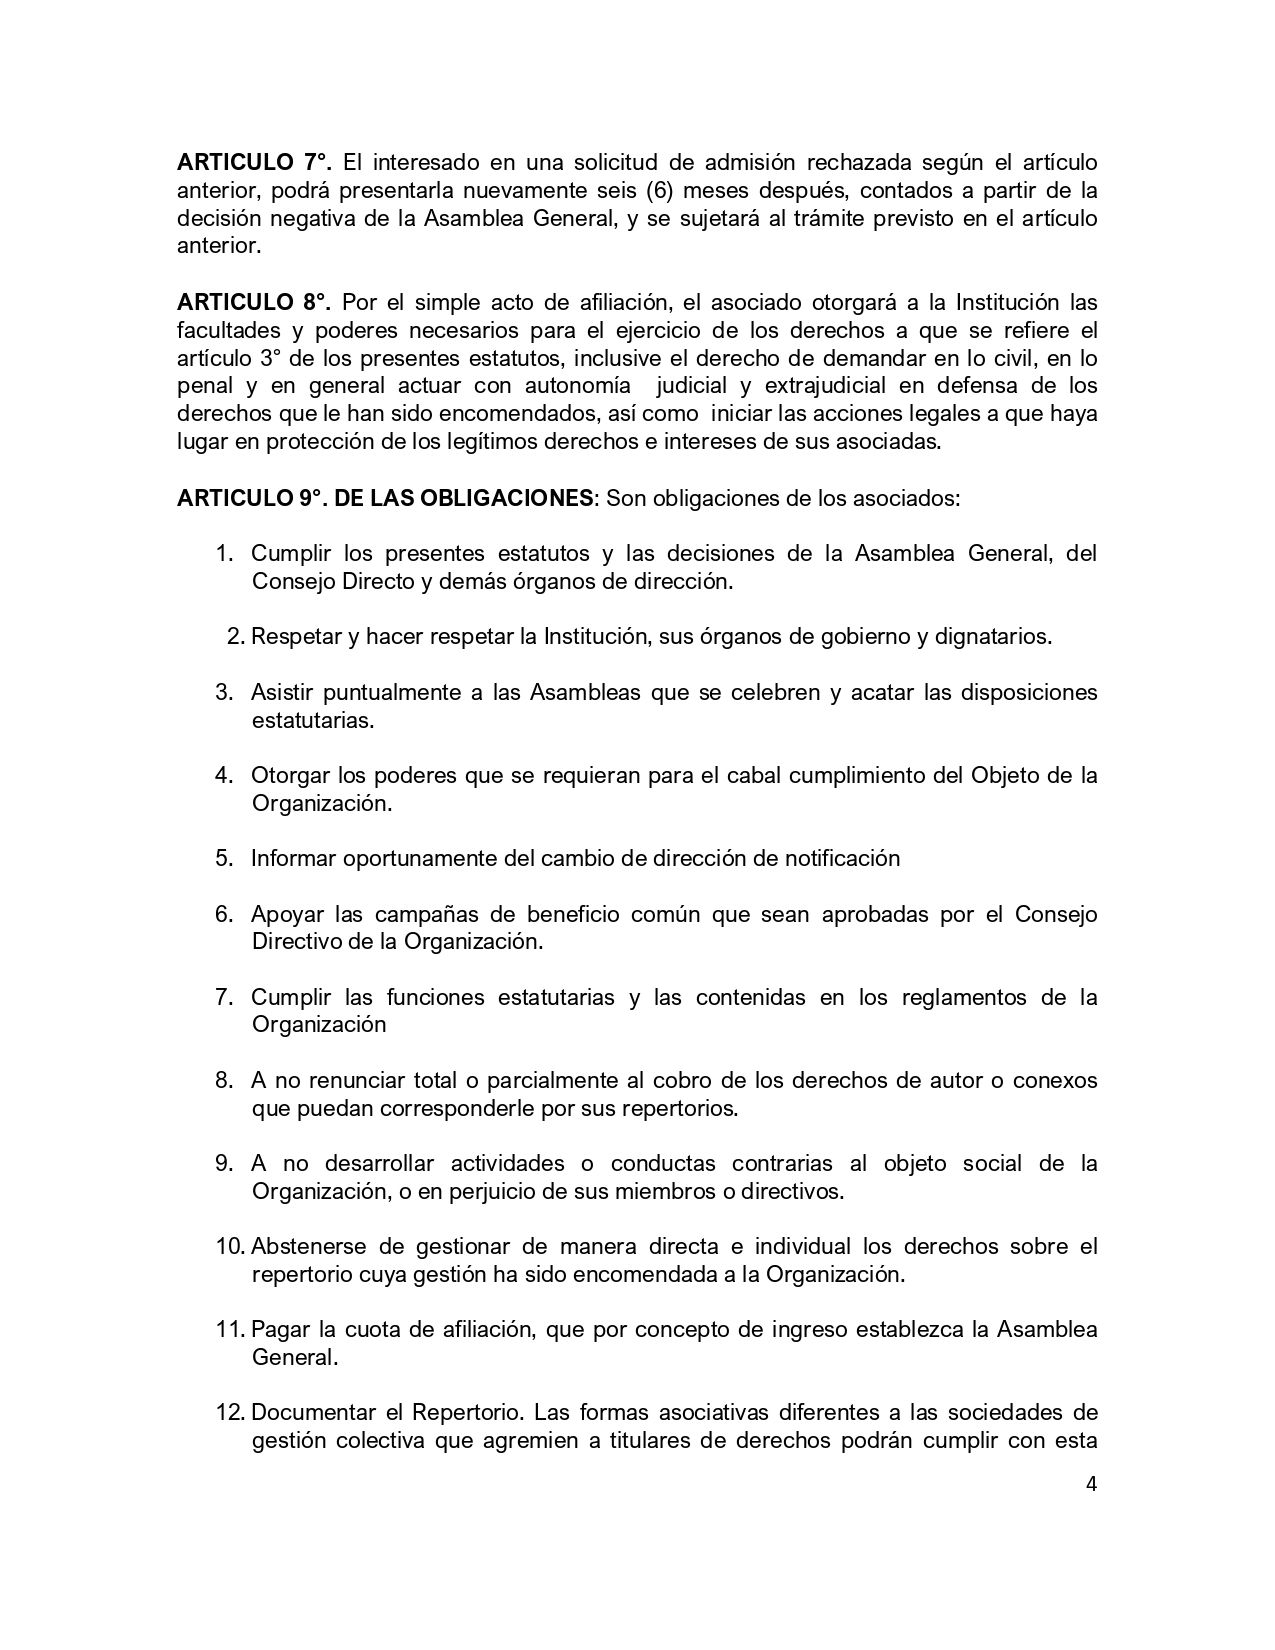 ARTICULO 7°. El interesado en una solicitud de admisión rechazada según el artículo
anterior, podrá presentarla nuevamente seis (6) meses después, contados a partir de la
decisión negativa de la Asamblea General, y se sujetará al trámite previsto en el artículo
anterior.
ARTICULO 8°. Por el simple acto de afiliación, el asociado otorgará a la Institución las
facultades y poderes necesarios para el ejercicio de los derechos a que se refiere el
artículo 3° de los presentes estatutos, inclusive el derecho de demandar en lo civil, en lo
penal y en general actuar con autonomía judicial y extrajudicial en defensa de los
derechos que le han sido encomendados, así como iniciar las acciones legales a que haya
lugar en protección de los legítimos derechos e intereses de sus asociadas.
ARTICULO 9°. DE LAS OBLIGACIONES: Son obligaciones de los asociados:
1. Cumplir los presentes estatutos y las decisiones de la Asamblea General, del
Consejo Directo y demás órganos de dirección.
2. Respetar y hacer respetar la Institución, sus órganos de gobierno y dignatarios.
3. Asistir puntualmente a las Asambleas que se celebren y acatar las disposiciones
estatutarias.
4. Otorgar los poderes que se requieran para el cabal cumplimiento del Objeto de la
Organización.
5. Informar oportunamente del cambio de dirección de notificación
6. Apoyar las campañas de beneficio común que sean aprobadas por el Consejo
Directivo de la Organización.
7. Cumplir las funciones estatutarias y las contenidas en los reglamentos de la
Organización
8. A no renunciar total o parcialmente al cobro de los derechos de autor o conexos
que puedan corresponderle por sus repertorios.
9. A no desarrollar actividades o conductas contrarias al objeto social de la
Organización, o en perjuicio de sus miembros o directivos.
10. Abstenerse de gestionar de manera directa e individual los derechos sobre el
repertorio cuya gestión ha sido encomendada a la Organización.
11. Pagar la cuota de afiliación, que por concepto de ingreso establezca la Asamblea
General.
12. Documentar el Repertorio. Las formas asociativas diferentes a las sociedades de
gestión colectiva que agremien a titulares de derechos podrán cumplir con esta
4